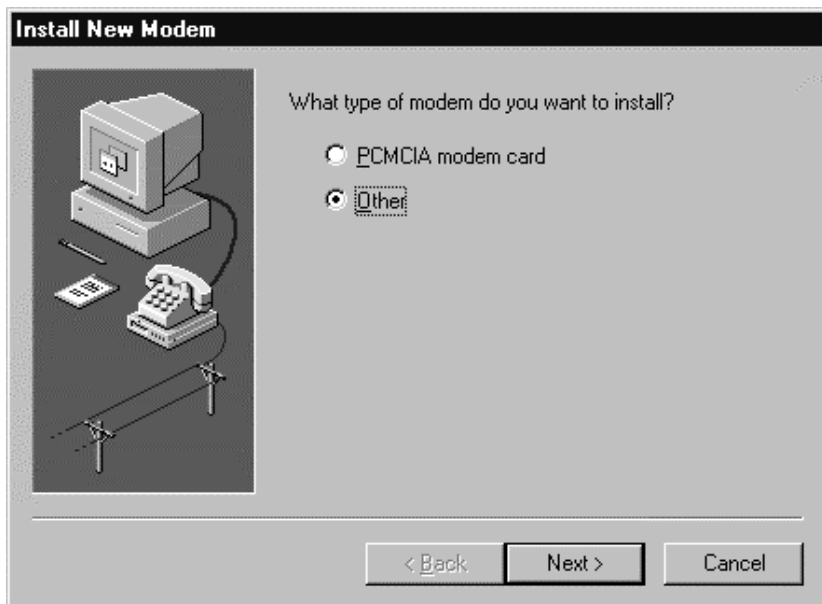 Install New Modem
What type of modem do you want to install?
PCMCIA modem card
Other
< Back
Next >
Cancel